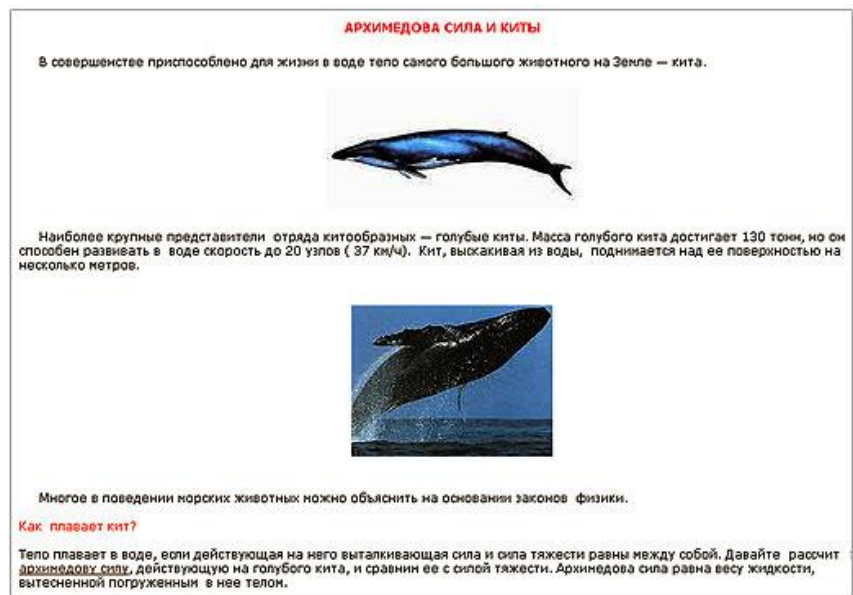 АРХИМЕДОВА СИЛА И КИТЫ
В совершенстве приспособлено для жизни в воде тело самого большого животного на Земле — кита.
Наиболее крупные представители отряда китообразных — голубые киты. Масса голубого кита достигает 130 тонн, но он
способен развивать в воде скорость до 20 узлов ( 37 км/ч). Кит, выскакивая из воды, поднимается над ее поверхностью на
несколько метров.
Многое в поведении морских животных можно объяснить на основании законов физики.
Как плавает кит?
Тело плавает в воде, если действующая на него выталкивающая сила и сила тяжести равны между собой. Давайте рассчит
архимедову силу, действующую на голубого кита, и сравним ее с силой тяжести. Архимедова сила равна весу жидкости,
вытесненной погруженным в нее телом.